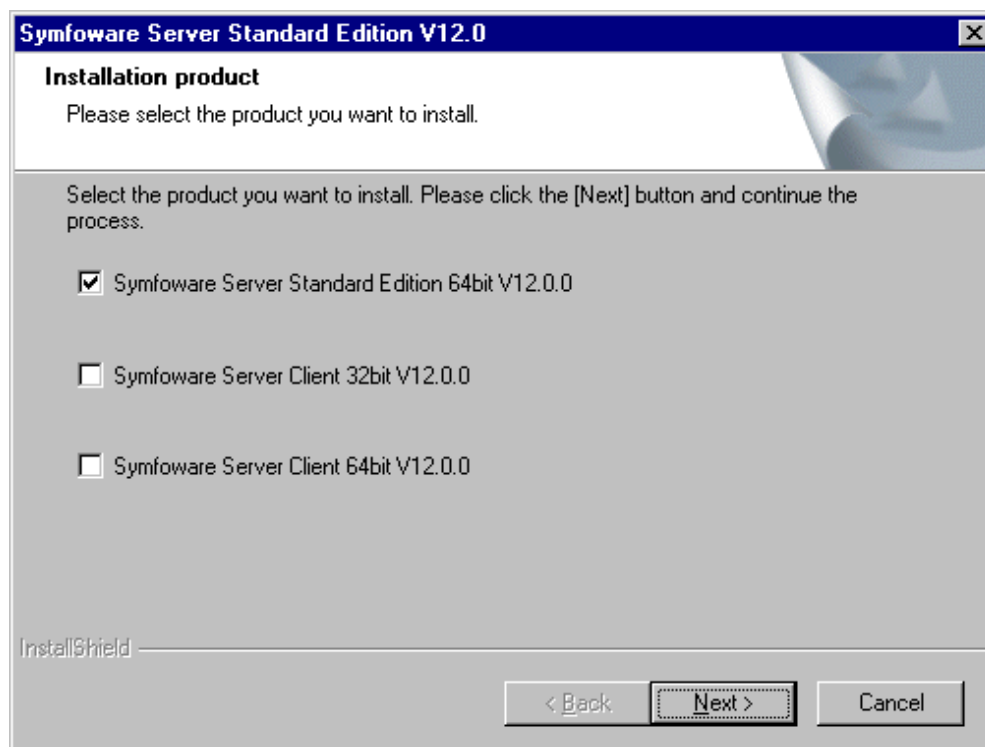 Symfoware Server Standard Edition V12.0
Installation product
Please select the product you want to install.
Select the product you want to install. Please click the [Next] button and continue the
process.
Symfoware Server Standard Edition 64bit V12.0.0
Symfoware Server Client 32bit V12.0.0
Symfoware Server Client 64bit V12.0.0
InstallShield
< Back
Next >
Cancel